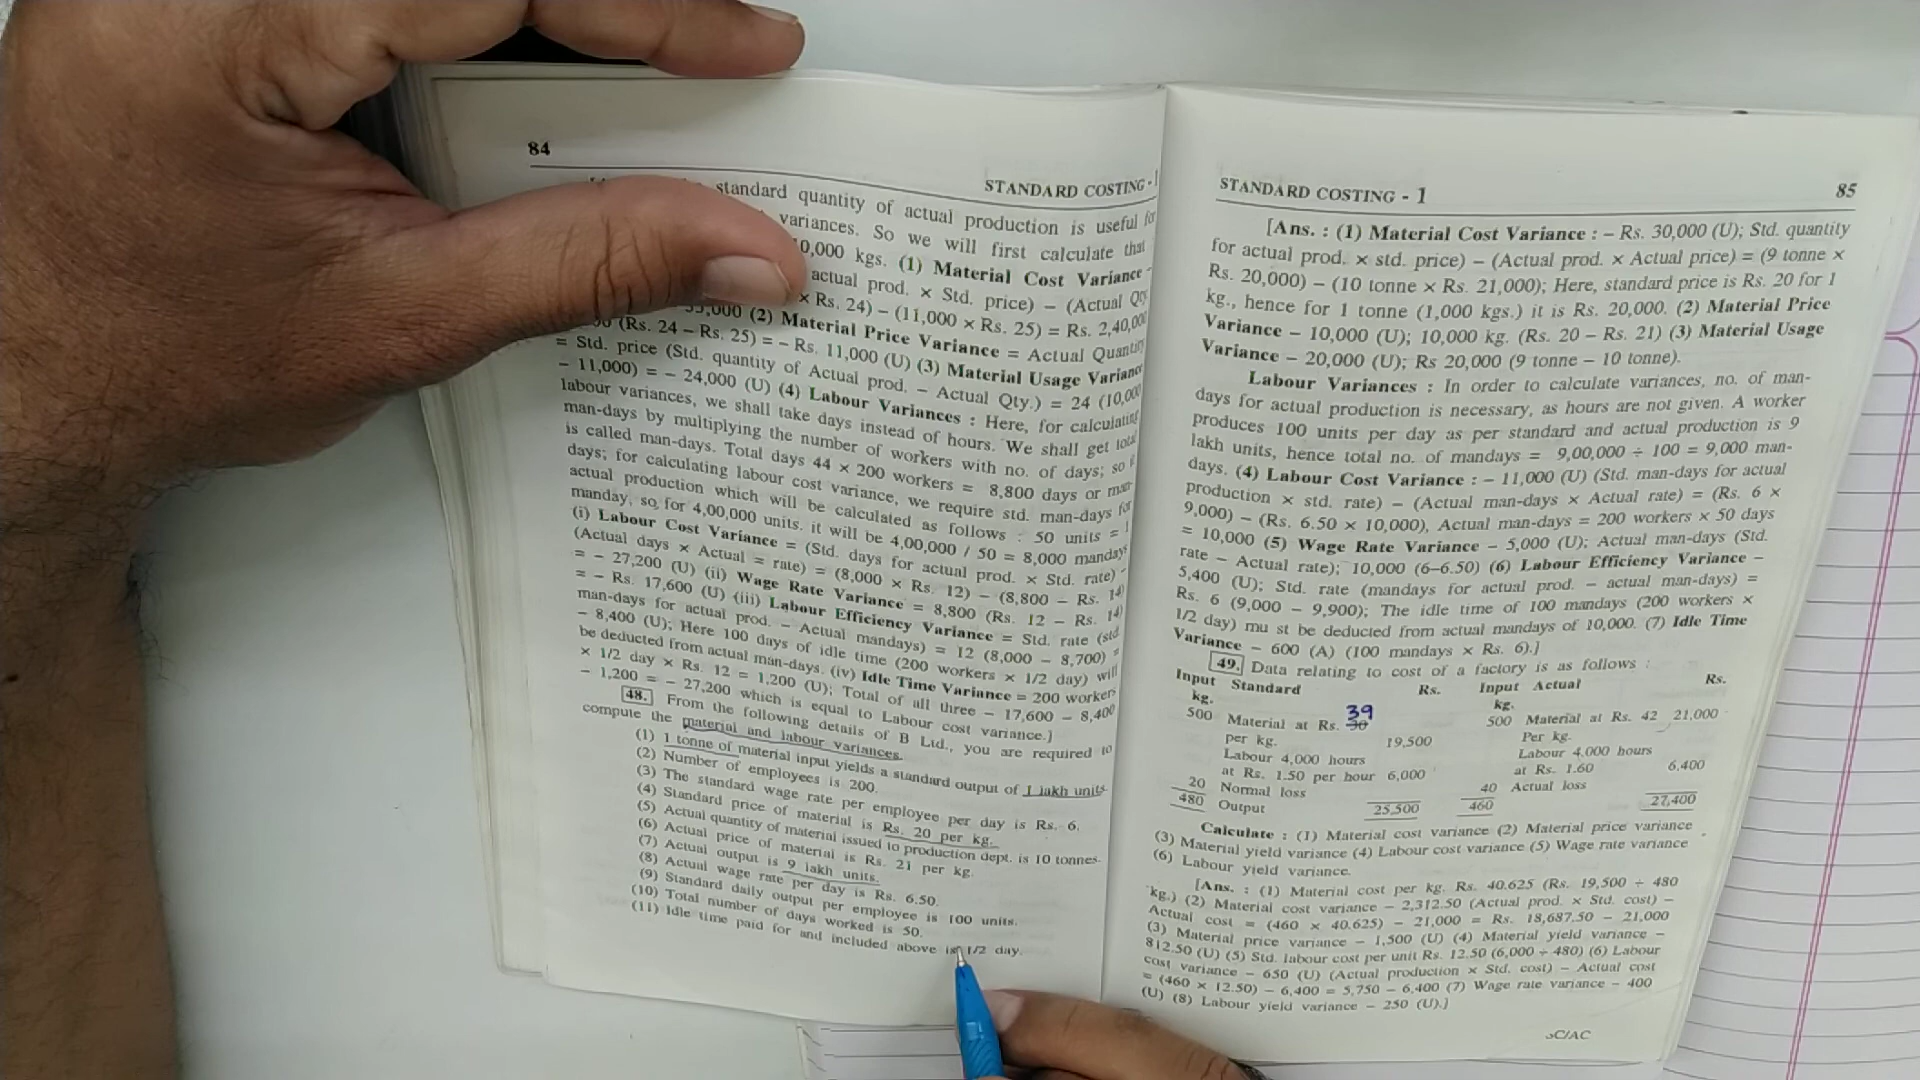 84
STANDARD COSTING -
standard quantity of actual production is useful for
variances. So we will first calculate that
0,000 kgs. (1) Material Cost Variance
actual prod. × Std. price) – (Actual Qty
× Rs. 24) – (11,000 × Rs. 25) = Rs. 2,40,000
(2) Material Price Variance = Actual Quantity
(Rs. 24 – Rs. 25) = – Rs. 11,000 (U) (3) Material Usage Variance
= Std. price (Std. quantity of Actual prod. – Actual Qty.) = 24 (10,000
– 11,000) = – 24,000 (U) (4) Labour Variances : Here, for calculating
labour variances, we shall take days instead of hours. We shall get total
man-days by multiplying the number of workers with no. of days; so it
is called man-days. Total days 44 × 200 workers = 8,800 days or man-
days; for calculating labour cost variance, we require std. man-days for
actual production which will be calculated as follows : 50 units = 1
manday, so, for 4,00,000 units. it will be 4,00,000 / 50 = 8,000 mandays
(i) Labour Cost Variance = (Std. days for actual prod. × Std. rate) –
(Actual days × Actual = rate) = (8,000 × Rs. 12) – (8,800 – Rs. 14)
= – 27,200 (U) (ii) Wage Rate Variance = 8,800 (Rs. 12 – Rs. 14)
= – Rs. 17,600 (U) (iii) Labour Efficiency Variance = Std. rate (std.
man-days for actual prod. – Actual mandays) = 12 (8,000 – 8,700) =
– 8,400 (U); Here 100 days of idle time (200 workers × 1/2 day) will
be deducted from actual man-days. (iv) Idle Time Variance = 200 workers
× 1/2 day × Rs. 12 = 1,200 (U); Total of all three – 17,600 – 8,400
– 1,200 = – 27,200 which is equal to Labour cost variance.]
48. From the following details of B Ltd., you are required to
compute the material and labour variances.
(1) 1 tonne of material input yields a standard output of 1 lakh units.
(2) Number of employees is 200.
(3) The standard wage rate per employee per day is Rs. 6.
(4) Standard price of material is Rs. 20 per kg.
(5) Actual quantity of material issued to production dept. is 10 tonnes.
(6) Actual price of material is Rs. 21 per kg.
(7) Actual output is 9 lakh units.
(8) Actual wage rate per day is Rs. 6.50.
(9) Standard daily output per employee is 100 units.
(10) Total number of days worked is 50.
(11) Idle time paid for and included above is 1/2 day.
STANDARD COSTING - 1 85
[Ans. : (1) Material Cost Variance : – Rs. 30,000 (U); Std. quantity
for actual prod. × std. price) – (Actual prod. × Actual price) = (9 tonne ×
Rs. 20,000) – (10 tonne × Rs. 21,000); Here, standard price is Rs. 20 for 1
kg., hence for 1 tonne (1,000 kgs.) it is Rs. 20,000. (2) Material Price
Variance – 10,000 (U); 10,000 kg. (Rs. 20 – Rs. 21) (3) Material Usage
Variance – 20,000 (U); Rs 20,000 (9 tonne – 10 tonne).
Labour Variances : In order to calculate variances, no. of man-
days for actual production is necessary, as hours are not given. A worker
produces 100 units per day as per standard and actual production is 9
lakh units, hence total no. of mandays = 9,00,000 ÷ 100 = 9,000 man-
days. (4) Labour Cost Variance : – 11,000 (U) (Std. man-days for actual
production × std. rate) – (Actual man-days × Actual rate) = (Rs. 6 ×
9,000) – (Rs. 6.50 × 10,000), Actual man-days = 200 workers × 50 days
= 10,000 (5) Wage Rate Variance – 5,000 (U); Actual man-days (Std.
rate – Actual rate); 10,000 (6–6.50) (6) Labour Efficiency Variance –
5,400 (U); Std. rate (mandays for actual prod. – actual man-days) =
Rs. 6 (9,000 – 9,900); The idle time of 100 mandays (200 workers ×
1/2 day) mu st be deducted from actual mandays of 10,000. (7) Idle Time
Variance – 600 (A) (100 mandays × Rs. 6).]
49. Data relating to cost of a factory is as follows :
Input Standard Rs. Input Actual Rs.
kg. kg.
39
500 Material at Rs. 30 500 Material at Rs. 42 21,000
per kg. 19,500 Per kg.
Labour 4,000 hours Labour 4,000 hours
at Rs. 1.50 per hour 6,000 at Rs. 1.60 6,400
20 Normal loss 40 Actual loss
480 Output 25,500 460 27,400
Calculate : (1) Material cost variance (2) Material price variance
(3) Material yield variance (4) Labour cost variance (5) Wage rate variance
(6) Labour yield variance.
[Ans. : (1) Material cost per kg. Rs. 40.625 (Rs. 19,500 ÷ 480
kg.) (2) Material cost variance – 2,312.50 (Actual prod. × Std. cost) –
Actual cost = (460 × 40.625) – 21,000 = Rs. 18,687.50 – 21,000
(3) Material price variance – 1,500 (U) (4) Material yield variance –
812.50 (U) (5) Std. labour cost per unit Rs. 12.50 (6,000 ÷ 480) (6) Labour
cost variance – 650 (U) (Actual production × Std. cost) – Actual cost
= (460 × 12.50) – 6,400 = 5,750 – 6,400 (7) Wage rate variance – 400
(U) (8) Labour yield variance – 250 (U).]
C/AC